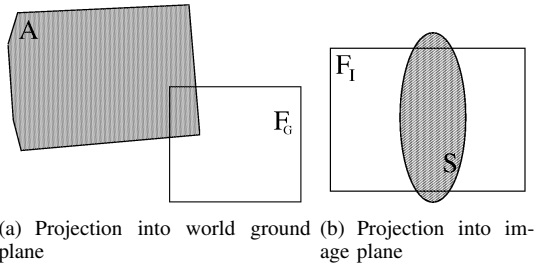 A
F_G
F_I
S
(a) Projection into world ground plane
(b) Projection into im-
age plane